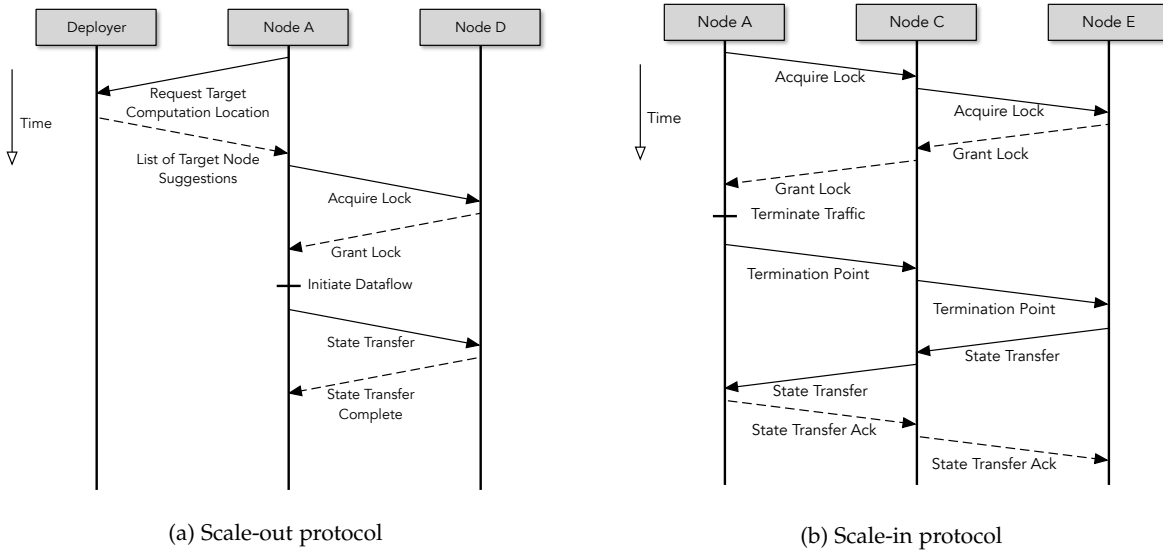 Deployer
Node A
Node D
Time
Request Target
Computation Location
List of Target Node
Suggestions
Acquire Lock
Grant Lock
Initiate Dataflow
State Transfer
State Transfer
Complete
(a) Scale-out protocol
Node A
Node C
Node E
Time
Acquire Lock
Acquire Lock
Grant Lock
Grant Lock
Terminate Traffic
Termination Point
Termination Point
State Transfer
State Transfer
State Transfer Ack
State Transfer Ack
(b) Scale-in protocol